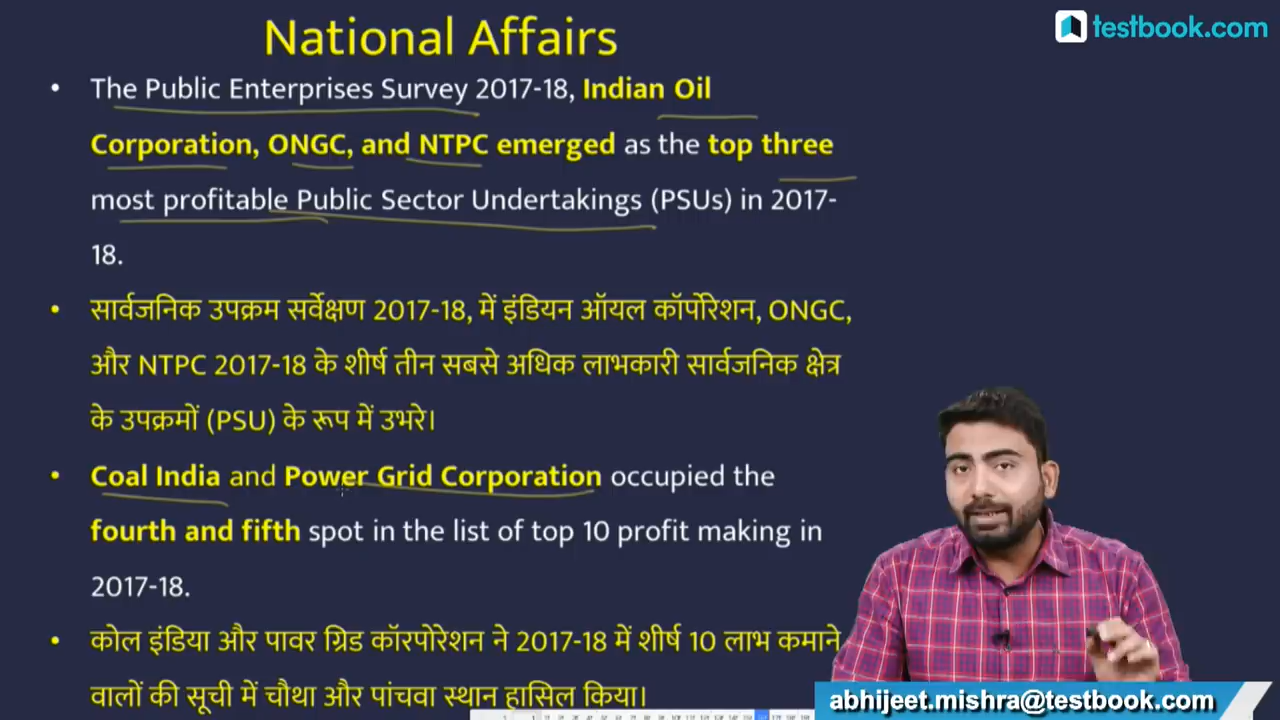 National Affairs
testbook.com
• The Public Enterprises Survey 2017-18, Indian Oil
Corporation, ONGC, and NTPC emerged as the top three
most profitable Public Sector Undertakings (PSUs) in 2017-
18.
• सार्वजनिक उपक्रम सर्वेक्षण 2017-18, में इंडियन ऑयल कॉर्पोरेशन, ONGC,
और NTPC 2017-18 के शीर्ष तीन सबसे अधिक लाभकारी सार्वजनिक क्षेत्र
के उपक्रमों (PSU) के रूप में उभरे।
• Coal India and Power Grid Corporation occupied the
fourth and fifth spot in the list of top 10 profit making in
2017-18.
• कोल इंडिया और पावर ग्रिड कॉरपोरेशन ने 2017-18 में शीर्ष 10 लाभ कमाने
वालों की सूची में चौथा और पांचवा स्थान हासिल किया।
abhijeet.mishra@testbook.com